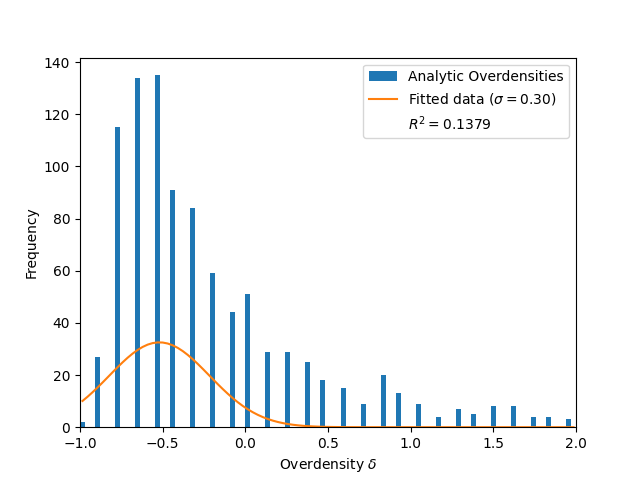 140
120
100
80
60
40
20
0
Frequency
Analytic Overdensities
Fitted data (σ = 0.30)
R² = 0.1379
−1.0 −0.5 0.0 0.5 1.0 1.5 2.0
Overdensity δ